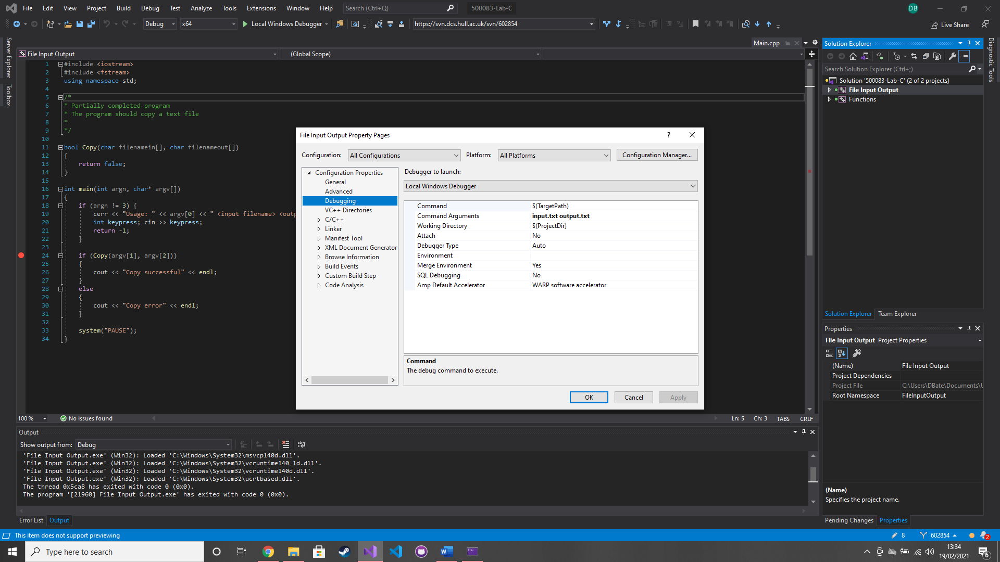 File Edit View Project Build Debug Test Analyze Tools Extensions Window Help Search (Ctrl+Q) 500083-Lab-C DB
Debug x64 Local Windows Debugger https://svn.dcs.hull.ac.uk/svn/602854 Live Share
Server Explorer
Toolbox
Main.cpp
File Input Output (Global Scope)
1 #include <iostream>
2 #include <fstream>
3 using namespace std;
4
5 /*
6 * Partially completed program
7 * The program should copy a text file
8 *
9 */
10
11 bool Copy(char filenamein[], char filenameout[])
12 {
13 return false;
14 }
15
16 int main(int argn, char* argv[])
17 {
18 if (argn != 3) {
19 cerr << "Usage: " << argv[0] << " <input filename> <outp
20 int keypress; cin >> keypress;
21 return -1;
22 }
23
24 if (Copy(argv[1], argv[2]))
25 {
26 cout << "Copy successful" << endl;
27 }
28 else
29 {
30 cout << "Copy error" << endl;
31 }
32
33 system("PAUSE");
34 }
File Input Output Property Pages ?
Configuration: All Configurations Platform: All Platforms Configuration Manager...
Configuration Properties
General
Advanced
Debugging
VC++ Directories
C/C++
Linker
Manifest Tool
XML Document Generator
Browse Information
Build Events
Custom Build Step
Code Analysis
Debugger to launch:
Local Windows Debugger
Command $(TargetPath)
Command Arguments input.txt output.txt
Working Directory $(ProjectDir)
Attach No
Debugger Type Auto
Environment
Merge Environment Yes
SQL Debugging No
Amp Default Accelerator WARP software accelerator
Command
The debug command to execute.
OK Cancel Apply
100 % No issues found Ln: 5 Ch: 3 TABS CRLF
Output
Show output from: Debug
'File Input Output.exe' (Win32): Loaded 'C:\Windows\System32\msvcp140d.dll'.
'File Input Output.exe' (Win32): Loaded 'C:\Windows\System32\vcruntime140_1d.dll'.
'File Input Output.exe' (Win32): Loaded 'C:\Windows\System32\vcruntime140d.dll'.
'File Input Output.exe' (Win32): Loaded 'C:\Windows\System32\ucrtbased.dll'.
The thread 0x5ca8 has exited with code 0 (0x0).
The program '[21960] File Input Output.exe' has exited with code 0 (0x0).
Error List Output
Solution Explorer
Search Solution Explorer (Ctrl+;)
Solution '500083-Lab-C' (2 of 2 projects)
File Input Output
Functions
Solution Explorer Team Explorer
Properties
File Input Output Project Properties
(Name) File Input Output
Project Dependencies
Project File C:\Users\DBate\Documents\U
Root Namespace FileInputOutput
(Name)
Specifies the project name.
Pending Changes Properties
Diagnostic Tools
This item does not support previewing 8 602854 2
Type here to search
13:34
19/02/2021
6